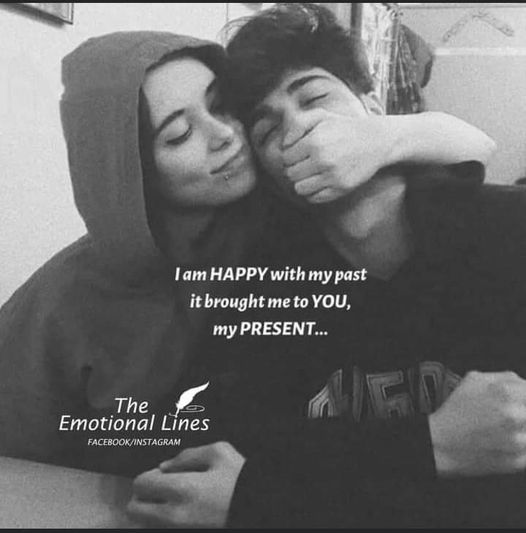 I am HAPPY with my past
it brought me to YOU,
my PRESENT...
The
Emotional Lines
FACEBOOK/INSTAGRAM